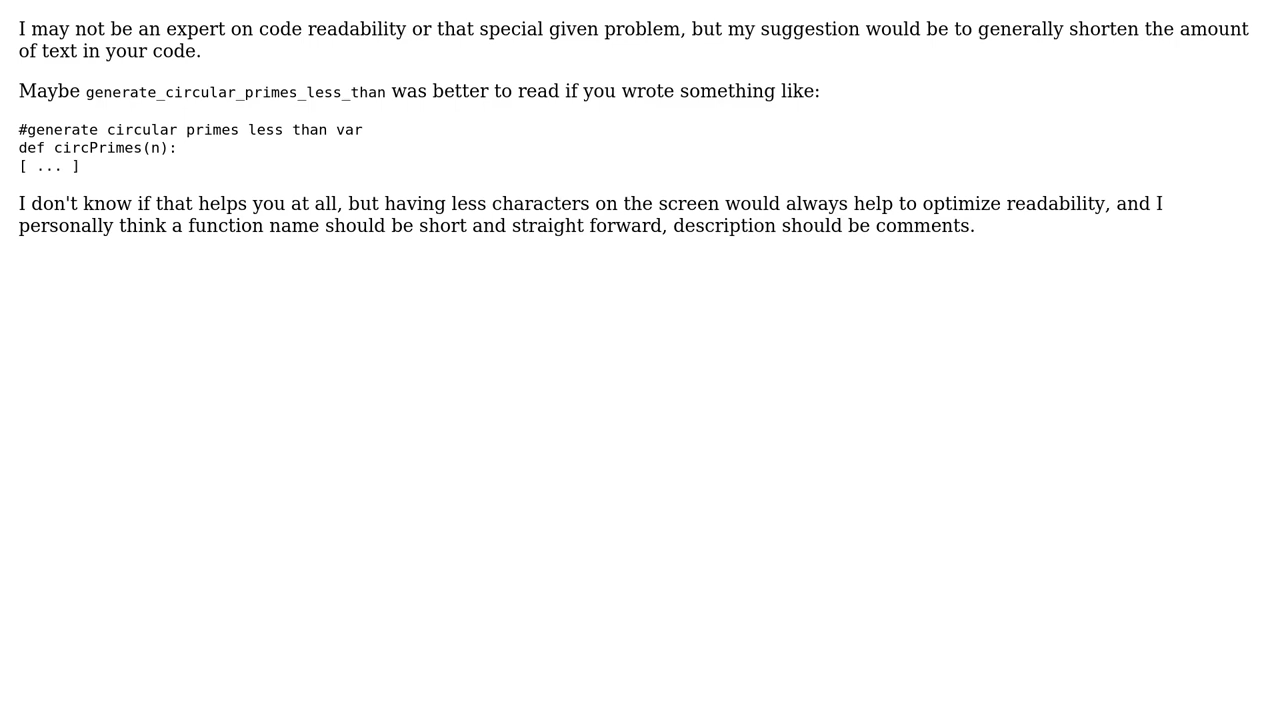 I may not be an expert on code readability or that special given problem, but my suggestion would be to generally shorten the amount
of text in your code.
Maybe generate_circular_primes_less_than was better to read if you wrote something like:
#generate circular primes less than var
def circPrimes(n):
[ ... ]
I don't know if that helps you at all, but having less characters on the screen would always help to optimize readability, and I
personally think a function name should be short and straight forward, description should be comments.